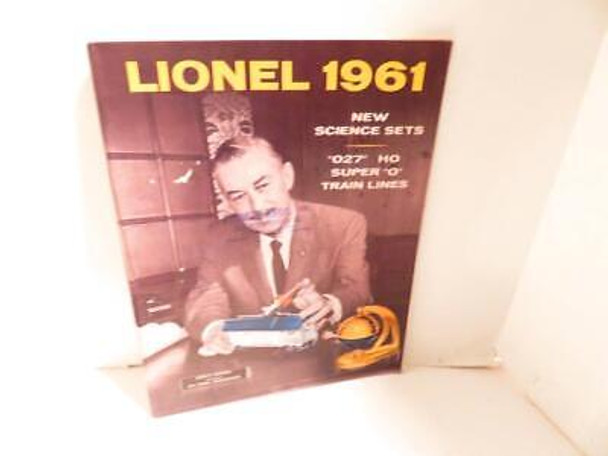 LIONEL 1961
NEW
SCIENCE SETS
"027" HO
SUPER "O"
TRAIN LINES